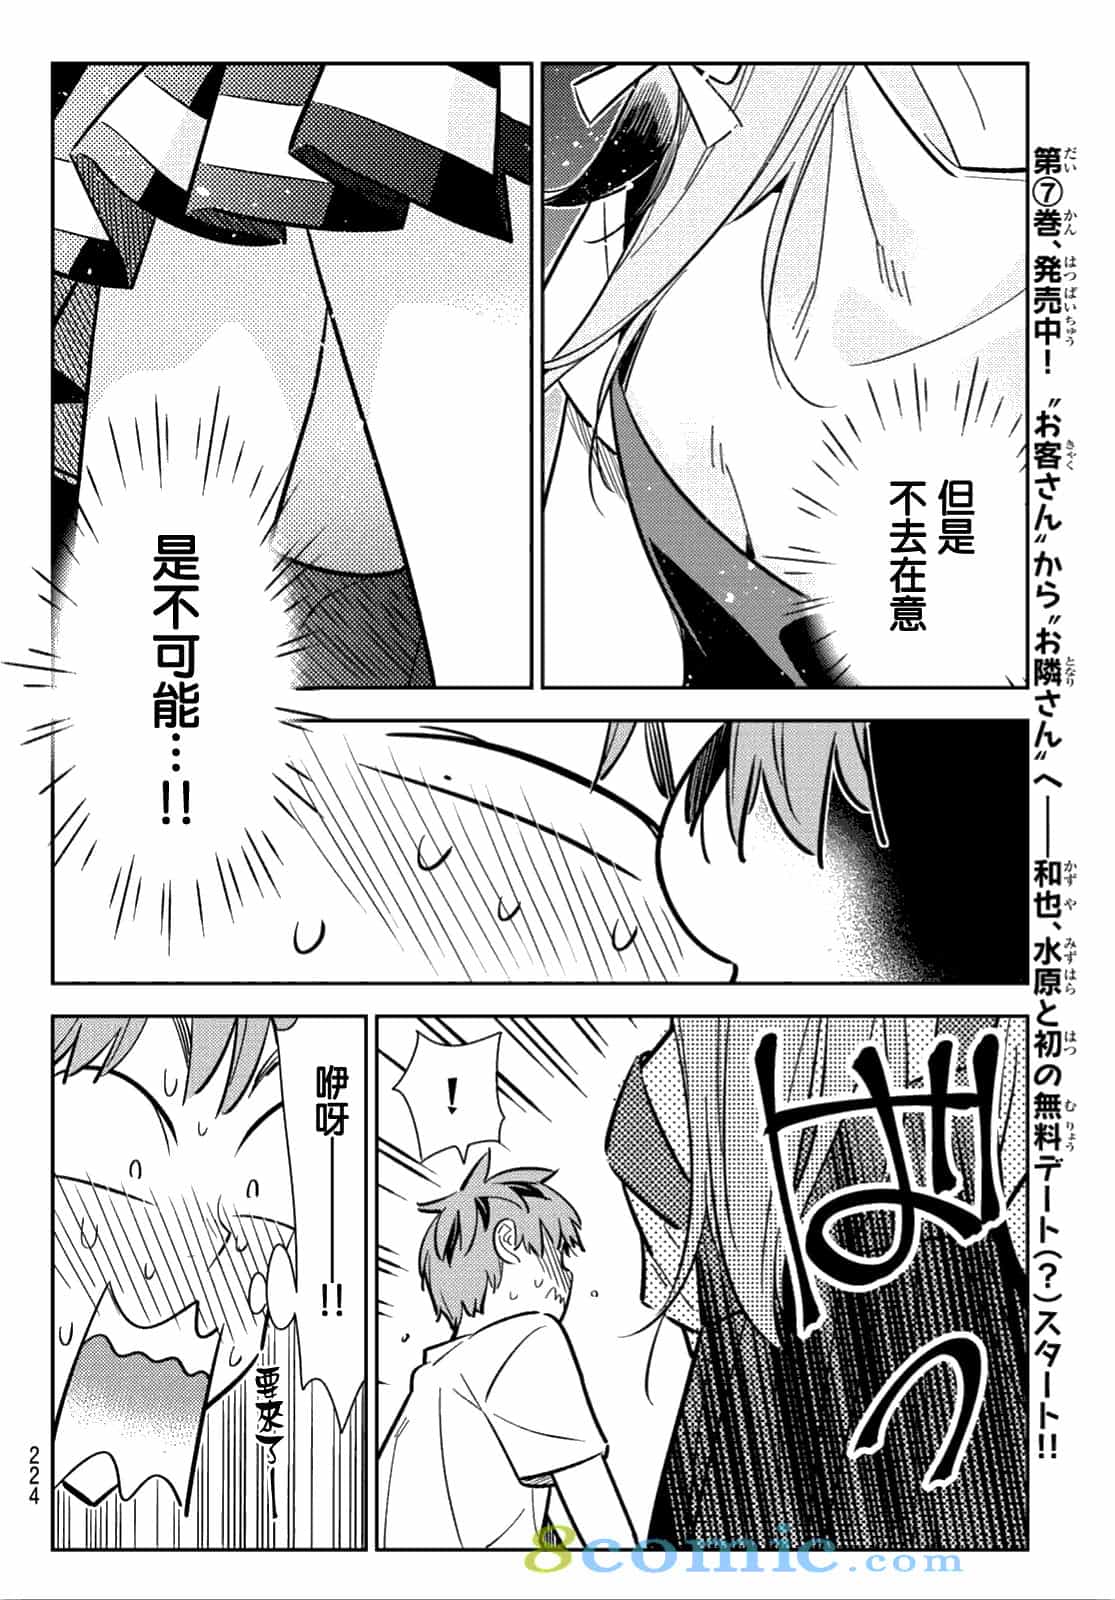 第⑦巻、発売中！ 〝お客さん〟から〝お隣さん〟へ——和也、水原と初の無料デート(？)スタート!!
但是
不去在意
是不可能…!!
ばっ
！
咿呀——!!
要來了—
224
8comic.com